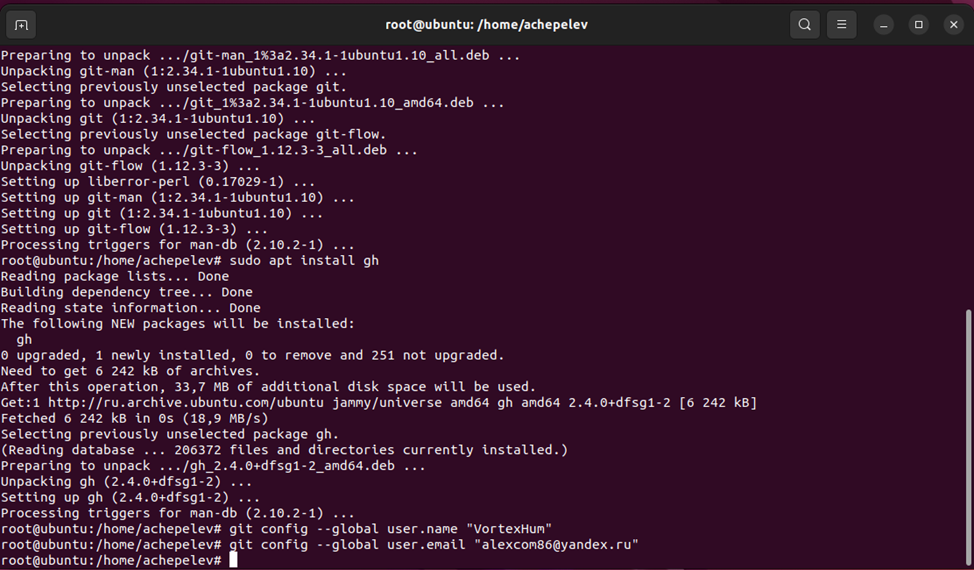 root@ubuntu: /home/achepelev
Preparing to unpack .../git-man_1%3a2.34.1-1ubuntu1.10_all.deb ...
Unpacking git-man (1:2.34.1-1ubuntu1.10) ...
Selecting previously unselected package git.
Preparing to unpack .../git_1%3a2.34.1-1ubuntu1.10_amd64.deb ...
Unpacking git (1:2.34.1-1ubuntu1.10) ...
Selecting previously unselected package git-flow.
Preparing to unpack .../git-flow_1.12.3-3_all.deb ...
Unpacking git-flow (1.12.3-3) ...
Setting up liberror-perl (0.17029-1) ...
Setting up git-man (1:2.34.1-1ubuntu1.10) ...
Setting up git (1:2.34.1-1ubuntu1.10) ...
Setting up git-flow (1.12.3-3) ...
Processing triggers for man-db (2.10.2-1) ...
root@ubuntu:/home/achepelev# sudo apt install gh
Reading package lists... Done
Building dependency tree... Done
Reading state information... Done
The following NEW packages will be installed:
  gh
0 upgraded, 1 newly installed, 0 to remove and 251 not upgraded.
Need to get 6 242 kB of archives.
After this operation, 33,7 MB of additional disk space will be used.
Get:1 http://ru.archive.ubuntu.com/ubuntu jammy/universe amd64 gh amd64 2.4.0+dfsg1-2 [6 242 kB]
Fetched 6 242 kB in 0s (18,9 MB/s)
Selecting previously unselected package gh.
(Reading database ... 206372 files and directories currently installed.)
Preparing to unpack .../gh_2.4.0+dfsg1-2_amd64.deb ...
Unpacking gh (2.4.0+dfsg1-2) ...
Setting up gh (2.4.0+dfsg1-2) ...
Processing triggers for man-db (2.10.2-1) ...
root@ubuntu:/home/achepelev# git config --global user.name "VortexHum"
root@ubuntu:/home/achepelev# git config --global user.email "alexcom86@yandex.ru"
root@ubuntu:/home/achepelev#